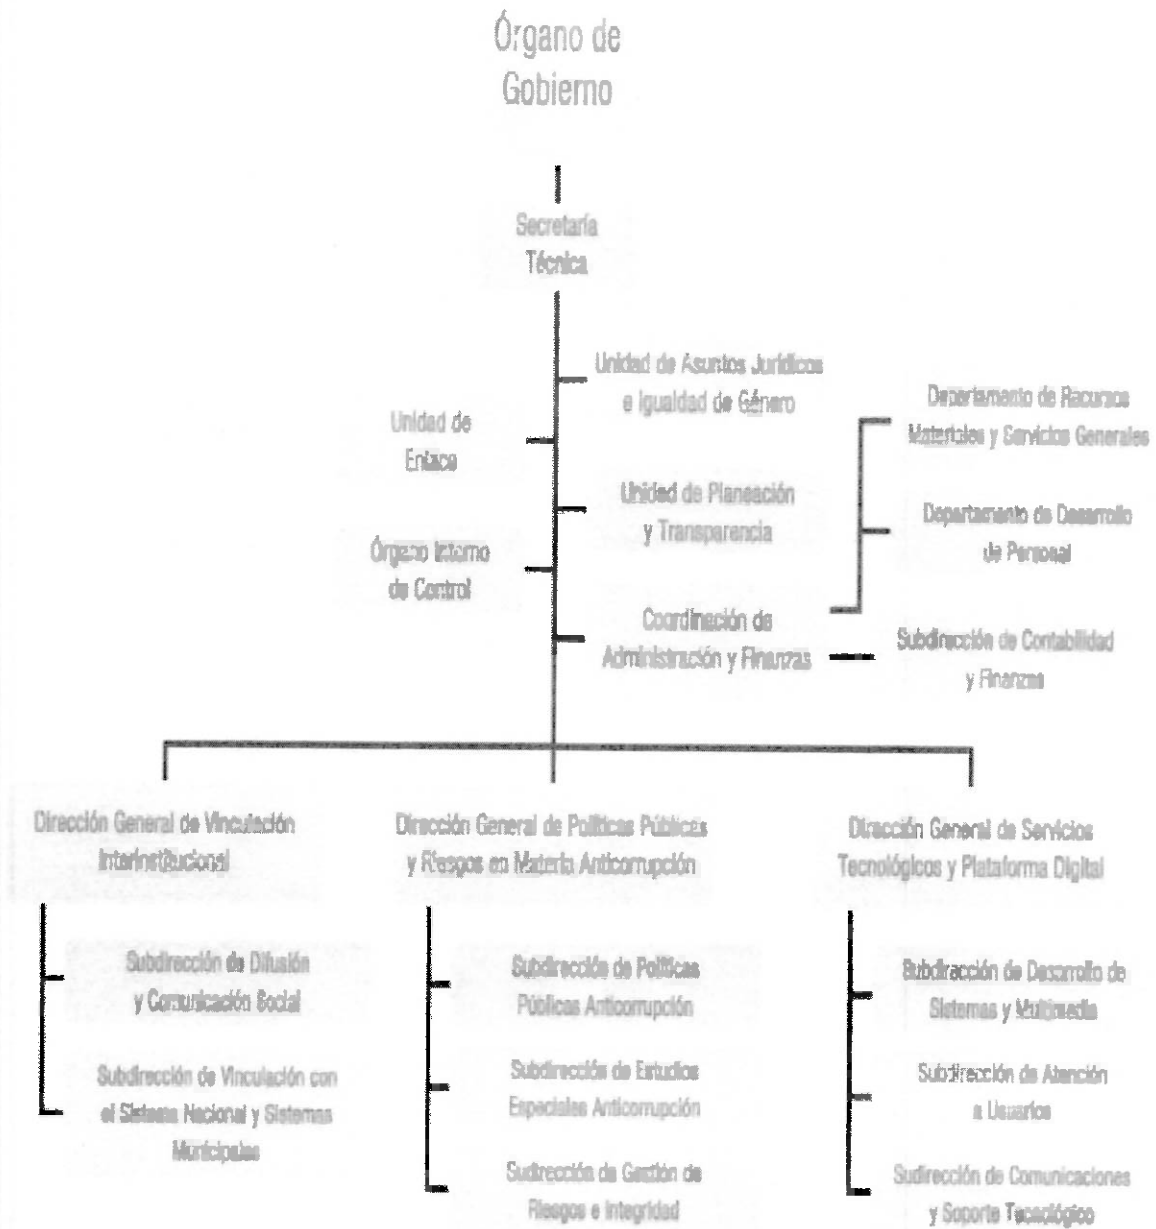 Órgano de
Gobierno
Secretaría
Técnica
Unidad de Asuntos Jurídicos
e Igualdad de Género
Unidad de
Enlace
Departamento de Recursos
Materiales y Servicios Generales
Unidad de Planeación
y Transparencia
Departamento de Desarrollo
de Personal
Órgano Interno
de Control
Coordinación de
Administración y Finanzas
Subdirección de Contabilidad
y Finanzas
Dirección General de Vinculación
Interinstitucional
Subdirección de Difusión
y Comunicación Social
Subdirección de Vinculación con
el Sistema Nacional y Sistemas
Municipales
Dirección General de Políticas Públicas
y Riesgos en Materia Anticorrupción
Subdirección de Políticas
Públicas Anticorrupción
Subdirección de Estudios
Especiales Anticorrupción
Sudirección de Gestión de
Riesgos e Integridad
Dirección General de Servicios
Tecnológicos y Plataforma Digital
Subdirección de Desarrollo de
Sistemas y Multimedia
Subdirección de Atención
a Usuarios
Sudirección de Comunicaciones
y Soporte Tecnológico